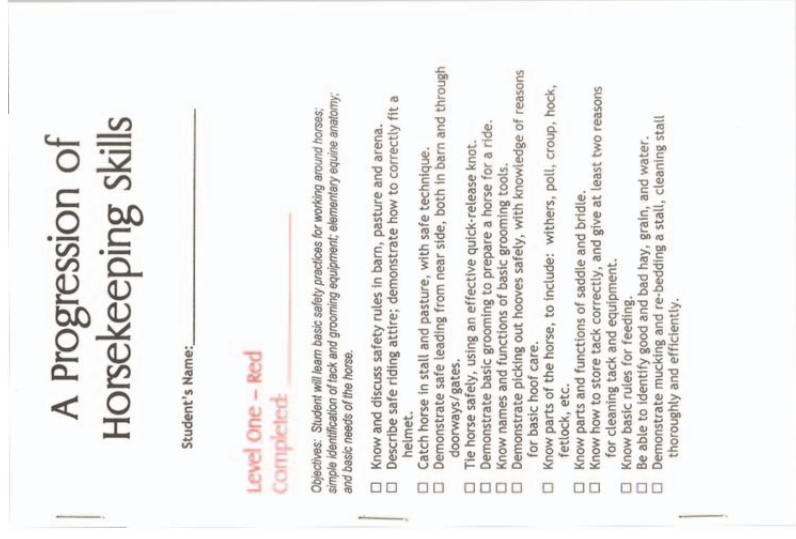 A Progression of
Horsekeeping Skills
Student's Name:
Level One – Red
Completed:
Objectives: Student will learn basic safety practices for working around horses;
simple identification of tack and grooming equipment; elementary equine anatomy;
and basic needs of the horse.
□ Know and discuss safety rules in barn, pasture and arena.
□ Describe safe riding attire; demonstrate how to correctly fit a
helmet.
□ Catch horse in stall and pasture, with safe technique.
□ Demonstrate safe leading from near side, both in barn and through
doorways/gates.
□ Tie horse safely, using an effective quick-release knot.
□ Demonstrate basic grooming to prepare a horse for a ride.
□ Know names and functions of basic grooming tools.
□ Demonstrate picking out hooves safely, with knowledge of reasons
for basic hoof care.
□ Know parts of the horse, to include: withers, poll, croup, hock,
fetlock, etc.
□ Know parts and functions of saddle and bridle.
□ Know how to store tack correctly, and give at least two reasons
for cleaning tack and equipment.
□ Know basic rules for feeding.
□ Be able to identify good and bad hay, grain, and water.
□ Demonstrate mucking and re-bedding a stall, cleaning stall
thoroughly and efficiently.